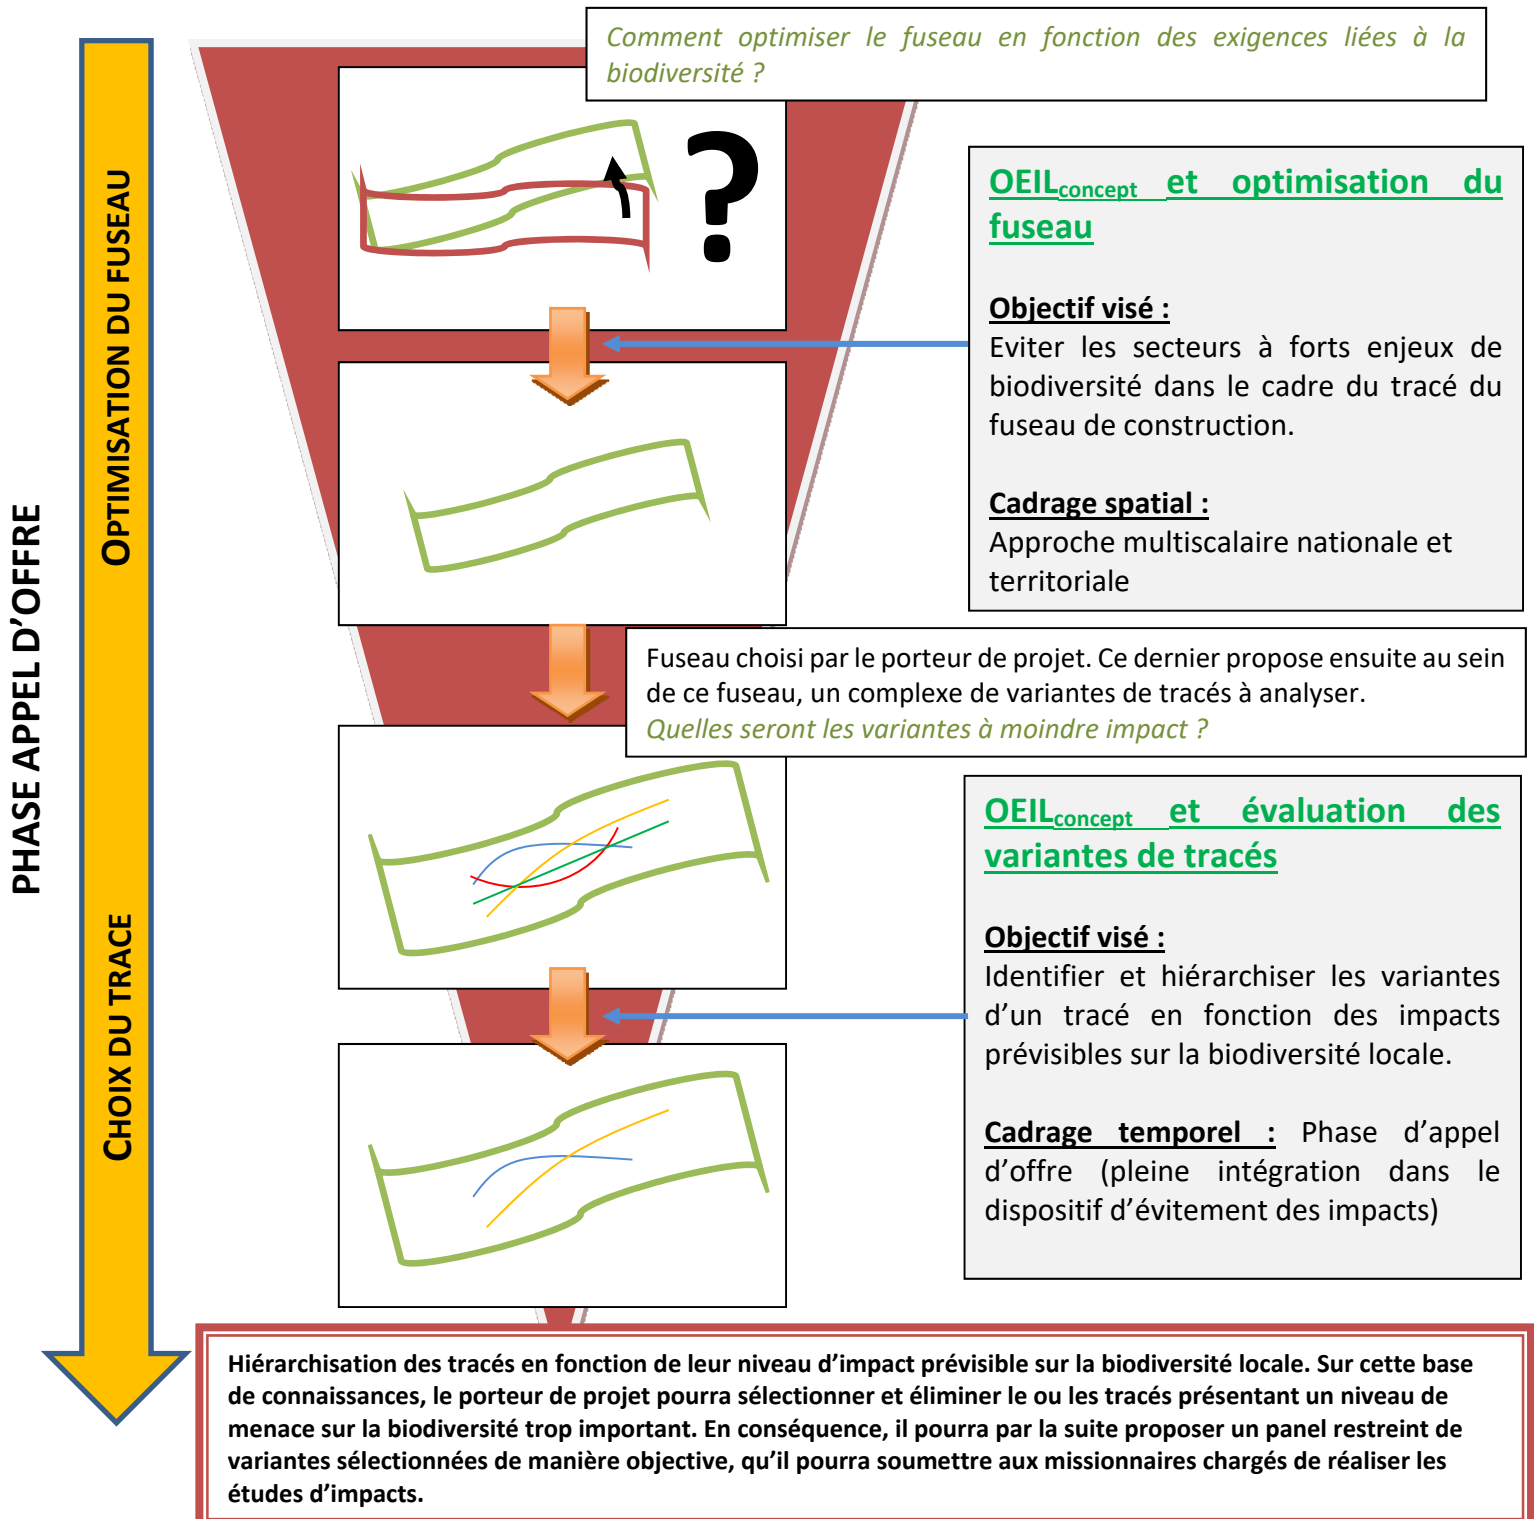 Comment optimiser le fuseau en fonction des exigences liées à la
biodiversité ?
?
OEILconcept et optimisation du
fuseau
Objectif visé :
Eviter les secteurs à forts enjeux de
biodiversité dans le cadre du tracé du
fuseau de construction.
Cadrage spatial :
Approche multiscalaire nationale et
territoriale
PHASE APPEL D’OFFRE
OPTIMISATION DU FUSEAU
CHOIX DU TRACE
Fuseau choisi par le porteur de projet. Ce dernier propose ensuite au sein
de ce fuseau, un complexe de variantes de tracés à analyser.
Quelles seront les variantes à moindre impact ?
OEILconcept et évaluation des
variantes de tracés
Objectif visé :
Identifier et hiérarchiser les variantes
d’un tracé en fonction des impacts
prévisibles sur la biodiversité locale.
Cadrage temporel : Phase d’appel
d’offre (pleine intégration dans le
dispositif d’évitement des impacts)
Hiérarchisation des tracés en fonction de leur niveau d’impact prévisible sur la biodiversité locale. Sur cette base
de connaissances, le porteur de projet pourra sélectionner et éliminer le ou les tracés présentant un niveau de
menace sur la biodiversité trop important. En conséquence, il pourra par la suite proposer un panel restreint de
variantes sélectionnées de manière objective, qu’il pourra soumettre aux missionnaires chargés de réaliser les
études d’impacts.